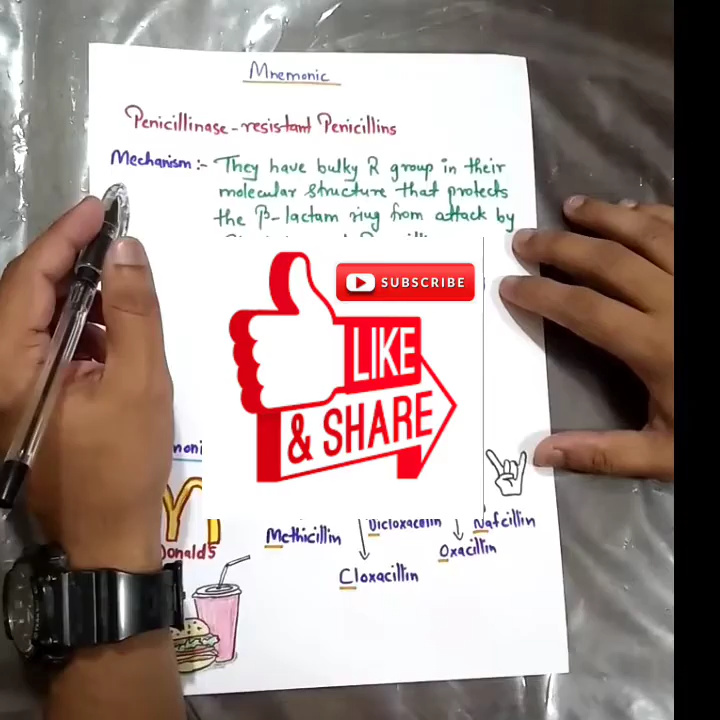 Mnemonic
Penicillinase-resistant Penicillins
Mechanism:- They have bulky R group in their
molecular structure that protects
the β-lactam ring from attack by
SUBSCRIBE
LIKE
& SHARE
Methicillin Dicloxacillin Nafcillin
Donald's Oxacillin
Cloxacillin